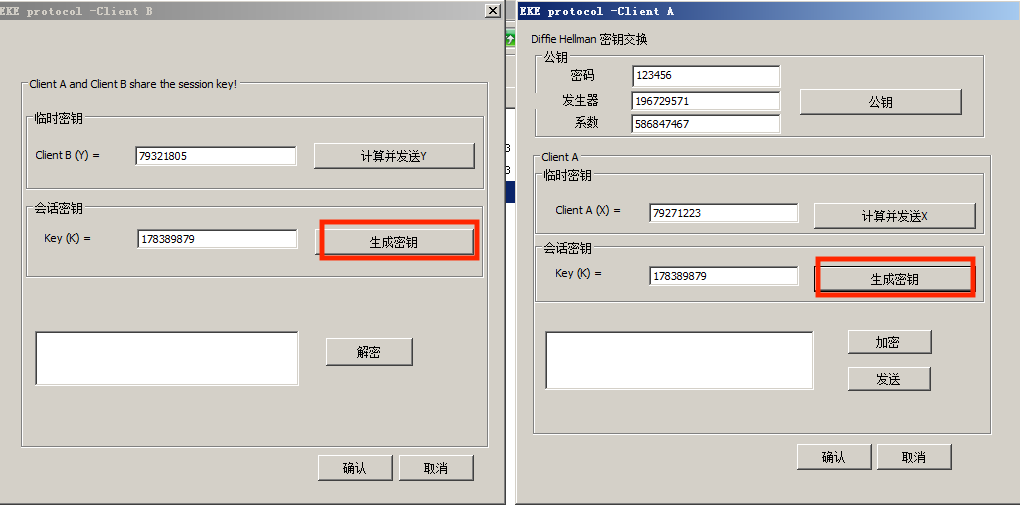 EKE protocol -Client B
Client A and Client B share the session key!
临时密钥
Client B (Y) = 79321805 计算并发送Y
会话密钥
Key (K) = 178389879 生成密钥
解密
确认 取消
3
3
EKE protocol -Client A
Diffie Hellman 密钥交换
公钥
密码 123456
发生器 196729571 公钥
系数 586847467
Client A
临时密钥
Client A (X) = 79271223 计算并发送X
会话密钥
Key (K) = 178389879 生成密钥
加密
发送
确认 取消